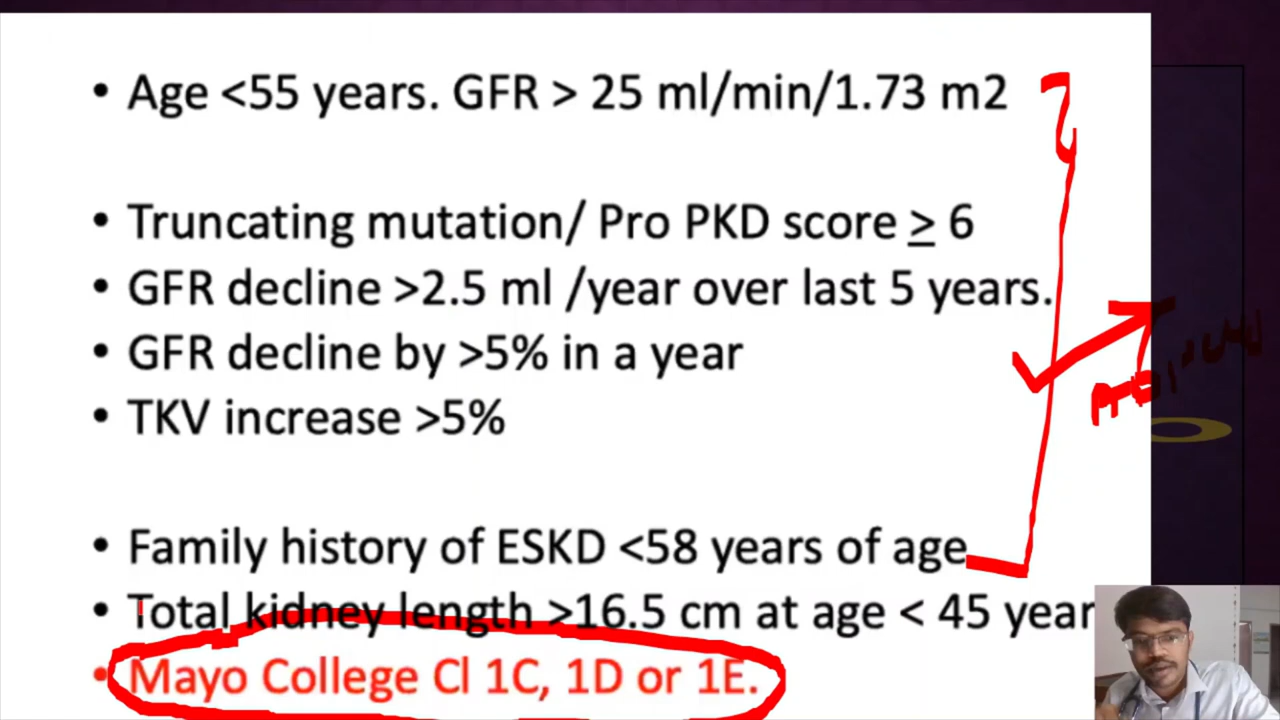 • Age <55 years. GFR > 25 ml/min/1.73 m2
• Truncating mutation/ Pro PKD score ≥ 6
• GFR decline >2.5 ml /year over last 5 years.
• GFR decline by >5% in a year
• TKV increase >5%
• Family history of ESKD <58 years of age
• Total kidney length >16.5 cm at age < 45 year
• Mayo College Cl 1C, 1D or 1E.